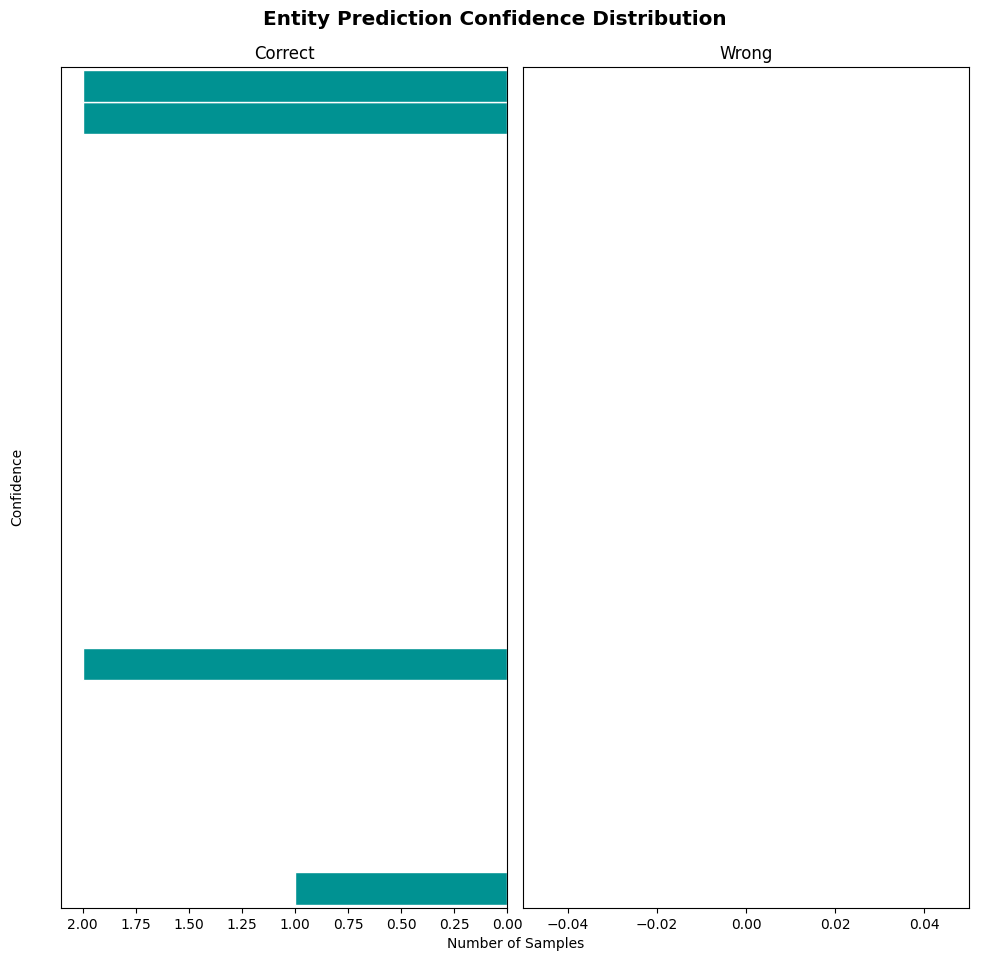 Entity Prediction Confidence Distribution
Correct
Wrong
Confidence
2.00 1.75 1.50 1.25 1.00 0.75 0.50 0.25 0.00
−0.04 −0.02 0.00 0.02 0.04
Number of Samples